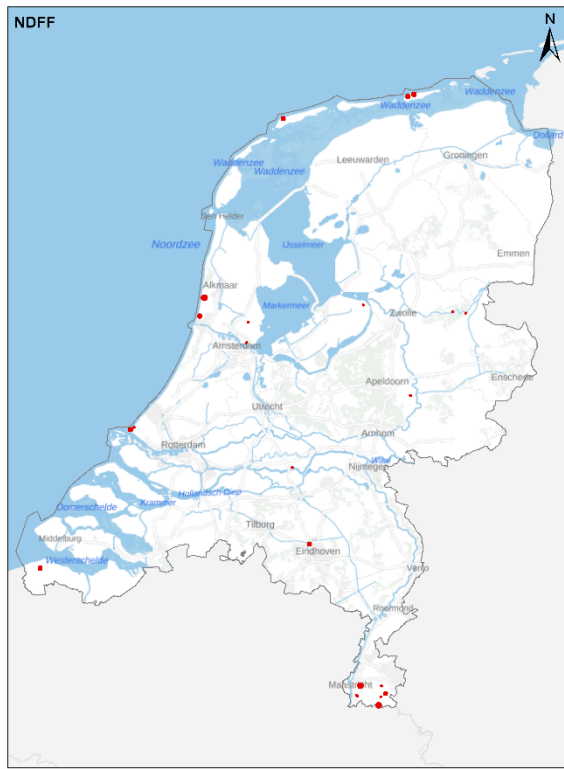 NDFF
N
Waddenzee
Waddenzee
Dollard
Leeuwarden
Groningen
Waddenzee
Waddenzee
Den Helder
Noordzee
IJsselmeer
Emmen
Alkmaar
Markermeer
Zwolle
Amsterdam
Apeldoorn
Enschede
Utrecht
Arnhem
Rotterdam
Waal
Nijmegen
Hollandsch Diep
Krammer
Oosterschelde
Tilburg
Middelburg
Eindhoven
Westerschelde
Venlo
Roermond
Maastricht